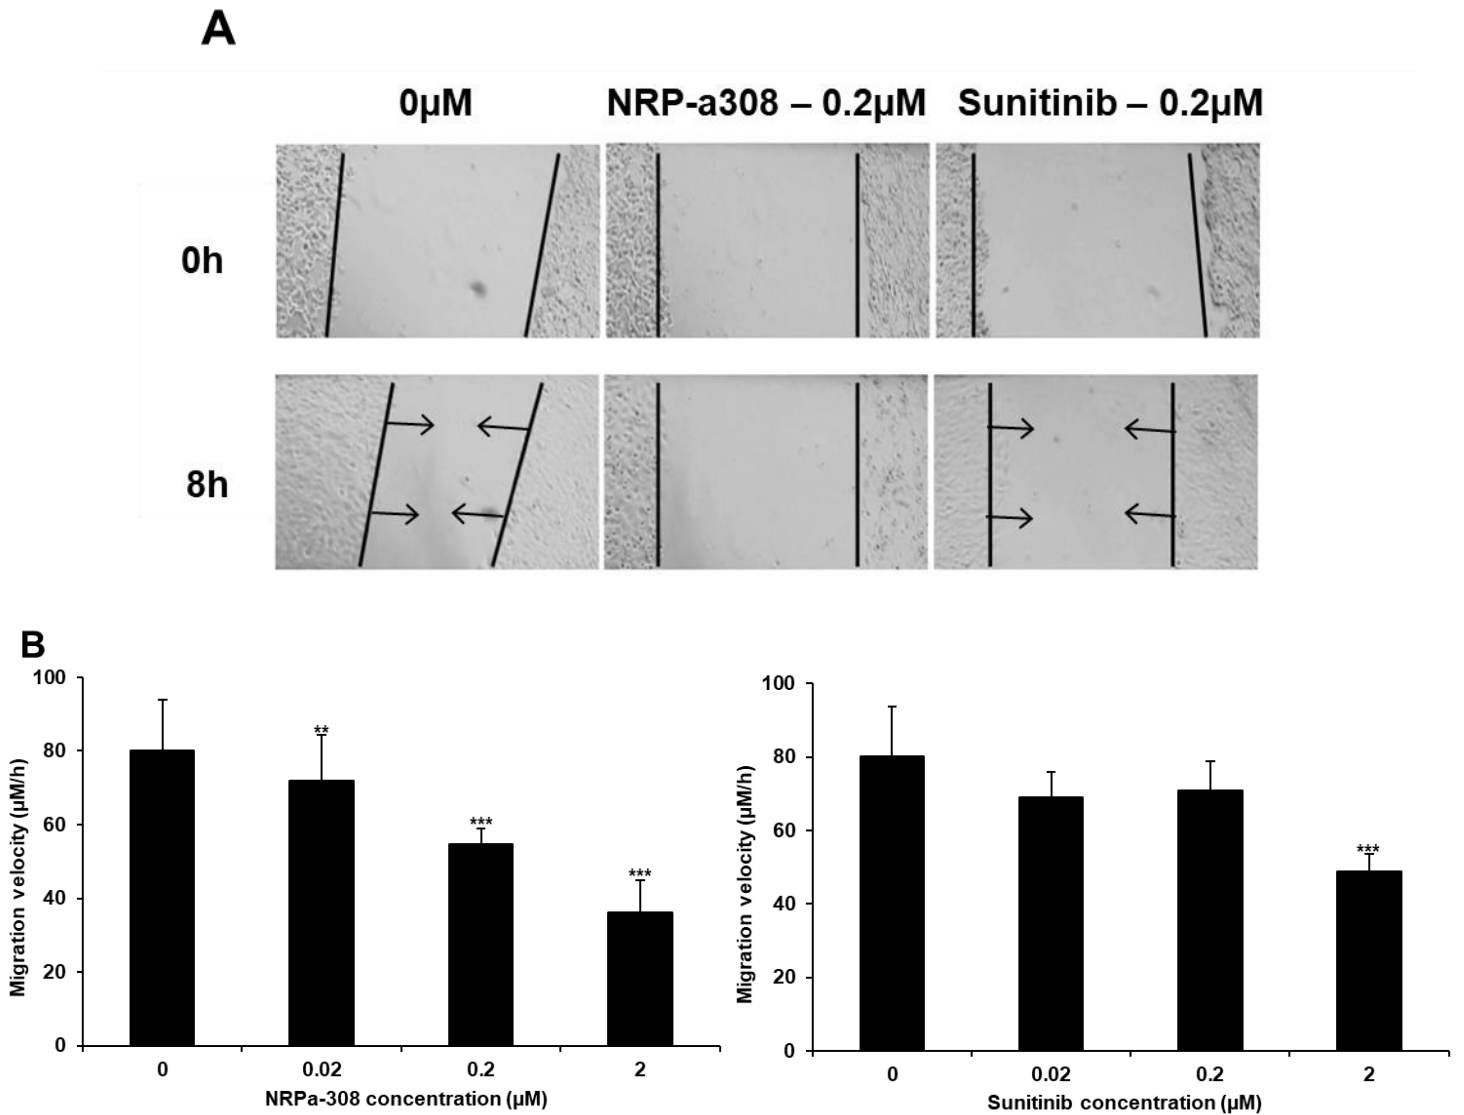 A
0µM
NRP-a308 – 0.2µM
Sunitinib – 0.2µM
0h
8h
B
100
80
60
40
20
0
Migration velocity (µM/h)
**
***
***
0
0.02
0.2
2
NRPa-308 concentration (µM)
100
80
60
40
20
0
Migration velocity (µM/h)
***
0
0.02
0.2
2
Sunitinib concentration (µM)